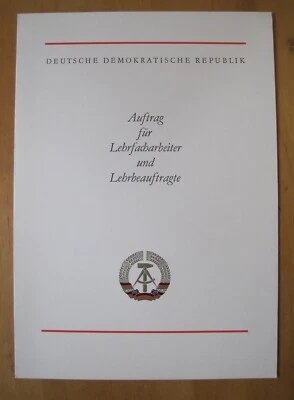 DEUTSCHE DEMOKRATISCHE REPUBLIK
Auftrag
für
Lehrfacharbeiter
und
Lehrbeauftragte